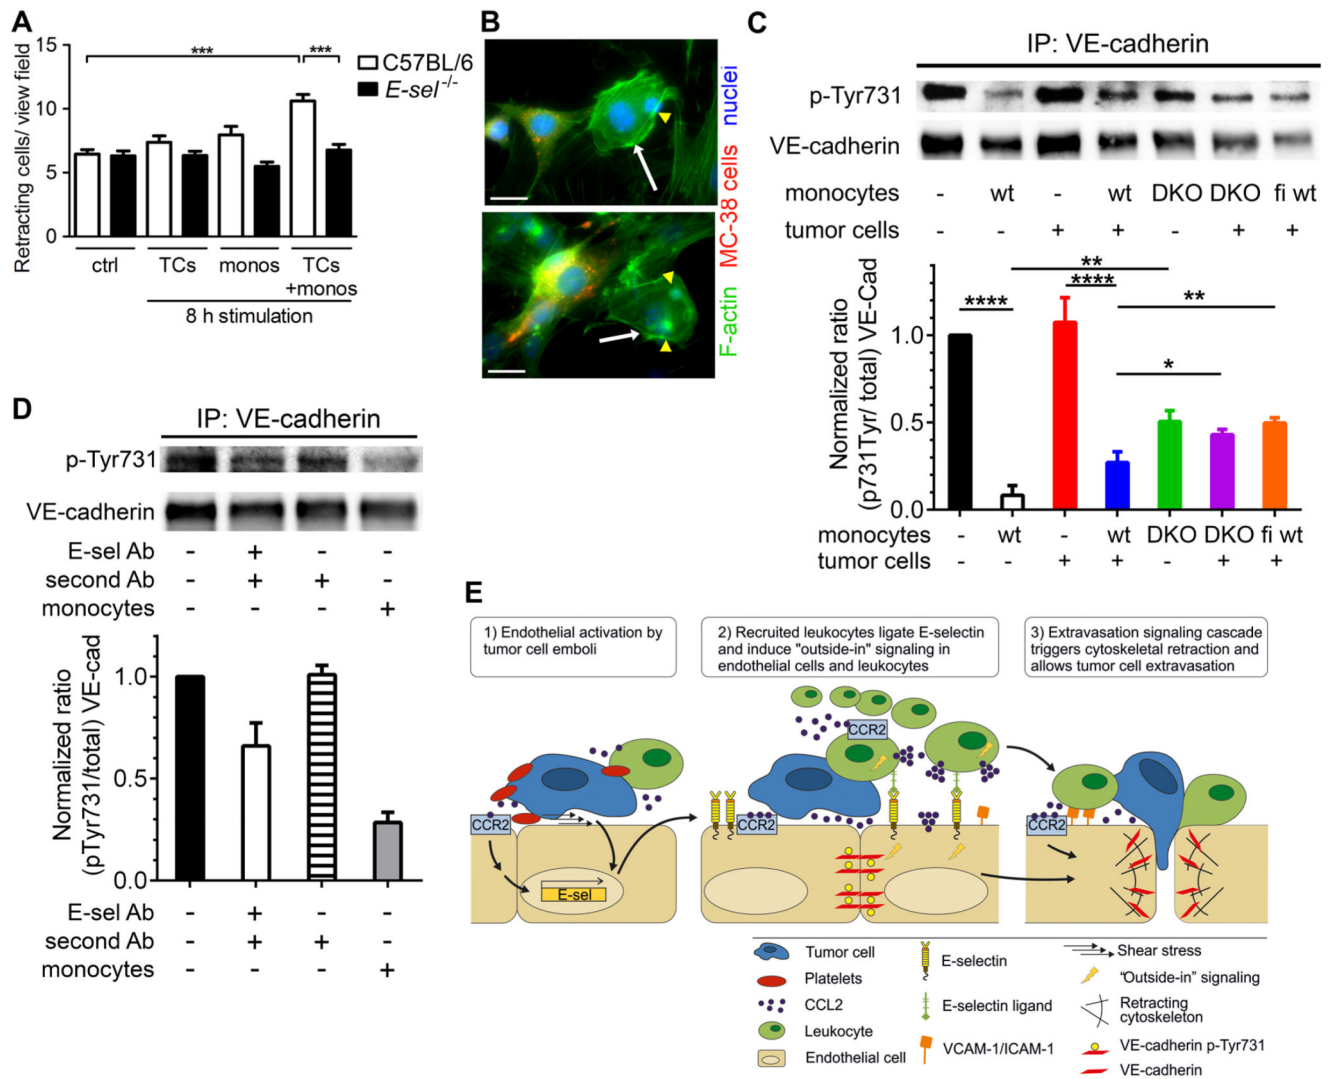 A
Retracting cells/ view field
15
10
5
0
***
***
C57BL/6
E-sel-/-
ctrl
TCs
monos
TCs
+monos
8 h stimulation
B
F-actin MC-38 cells nuclei
C
IP: VE-cadherin
p-Tyr731
VE-cadherin
monocytes - wt - wt DKO DKO fi wt
tumor cells - - + + - + +
Normalized ratio
(p731Tyr/ total) VE-Cad
1.0
0.5
0.0
****
**
****
**
*
monocytes - wt - wt DKO DKO fi wt
tumor cells - - + + - + +
D
IP: VE-cadherin
p-Tyr731
VE-cadherin
E-sel Ab - + - -
second Ab - + + -
monocytes - - - +
Normalized ratio
(pTyr731/total) VE-cad
1.0
0.5
0.0
E-sel Ab - + - -
second Ab - + + -
monocytes - - - +
E
1) Endothelial activation by
tumor cell emboli
2) Recruited leukocytes ligate E-selectin
and induce "outside-in" signaling in
endothelial cells and leukocytes
3) Extravasation signaling cascade
triggers cytoskeletal retraction and
allows tumor cell extravasation
CCR2
E-sel
CCR2
CCR2
CCR2
Tumor cell
Platelets
CCL2
Leukocyte
Endothelial cell
E-selectin
E-selectin ligand
VCAM-1/ICAM-1
Shear stress
"Outside-in" signaling
Retracting
cytoskeleton
VE-cadherin p-Tyr731
VE-cadherin